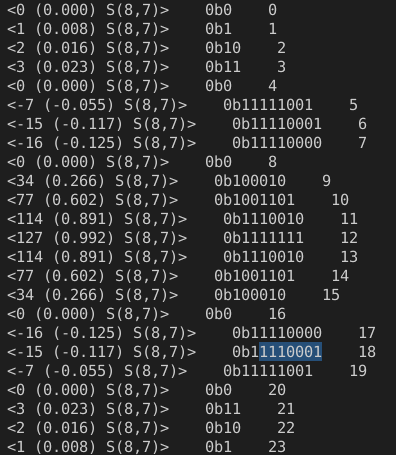 <0 (0.000) S(8,7)>    0b0    0
<1 (0.008) S(8,7)>    0b1    1
<2 (0.016) S(8,7)>    0b10    2
<3 (0.023) S(8,7)>    0b11    3
<0 (0.000) S(8,7)>    0b0    4
<-7 (-0.055) S(8,7)>    0b11111001    5
<-15 (-0.117) S(8,7)>    0b11110001    6
<-16 (-0.125) S(8,7)>    0b11110000    7
<0 (0.000) S(8,7)>    0b0    8
<34 (0.266) S(8,7)>    0b100010    9
<77 (0.602) S(8,7)>    0b1001101    10
<114 (0.891) S(8,7)>    0b1110010    11
<127 (0.992) S(8,7)>    0b1111111    12
<114 (0.891) S(8,7)>    0b1110010    13
<77 (0.602) S(8,7)>    0b1001101    14
<34 (0.266) S(8,7)>    0b100010    15
<0 (0.000) S(8,7)>    0b0    16
<-16 (-0.125) S(8,7)>    0b11110000    17
<-15 (-0.117) S(8,7)>    0b11110001    18
<-7 (-0.055) S(8,7)>    0b11111001    19
<0 (0.000) S(8,7)>    0b0    20
<3 (0.023) S(8,7)>    0b11    21
<2 (0.016) S(8,7)>    0b10    22
<1 (0.008) S(8,7)>    0b1    23